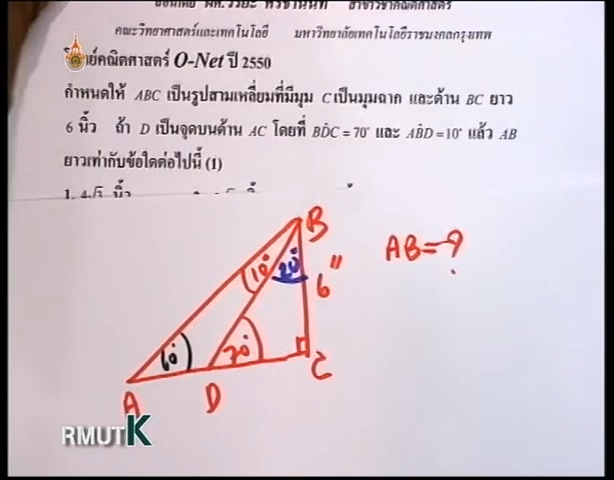 คณะวิทยาศาสตร์และเทคโนโลยี มหาวิทยาลัยเทคโนโลยีราชมงคลกรุงเทพ
โจทย์คณิตศาสตร์ O-Net ปี 2550
กำหนดให้ ABC เป็นรูปสามเหลี่ยมที่มีมุม C เป็นมุมฉาก และด้าน BC ยาว
6 นิ้ว ถ้า D เป็นจุดบนด้าน AC โดยที่ BD̂C = 70° และ AB̂D = 10° แล้ว AB
ยาวเท่ากับข้อใดต่อไปนี้ (1)
B
AB = ?
10° 20°
6"
60° 70°
C
A D
RMUTK